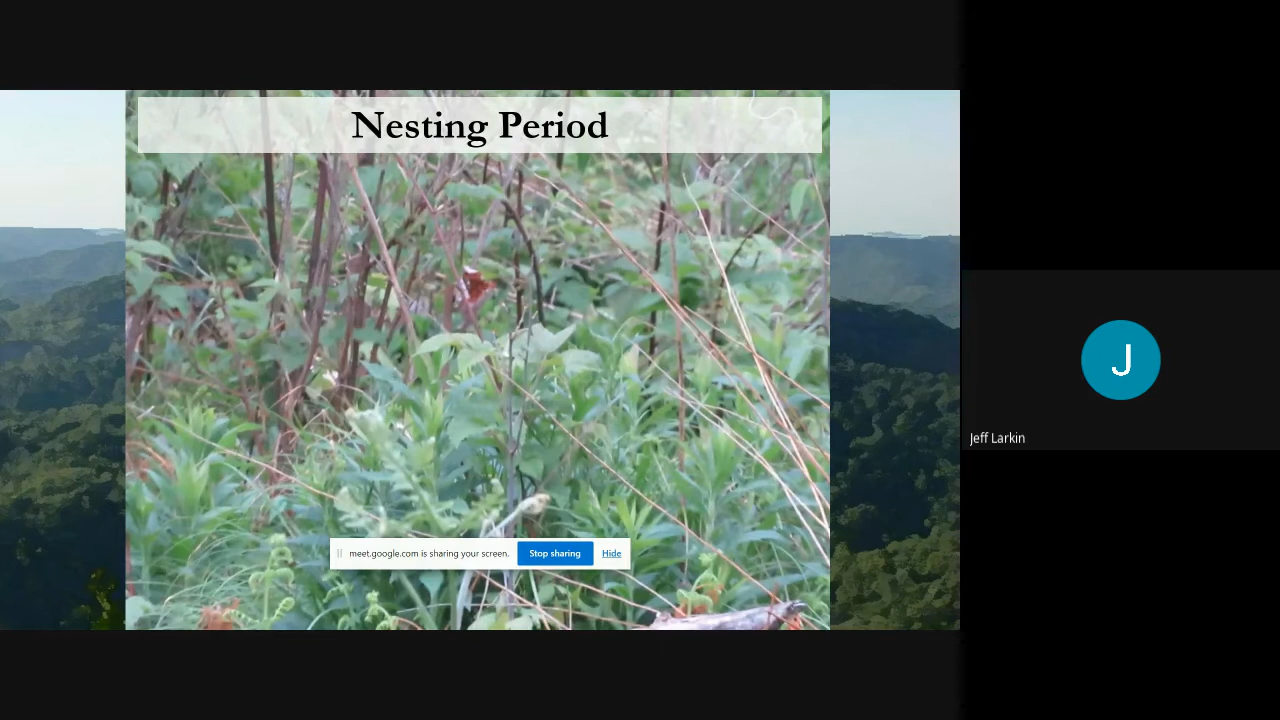 Nesting Period
meet.google.com is sharing your screen. Stop sharing Hide
J
Jeff Larkin